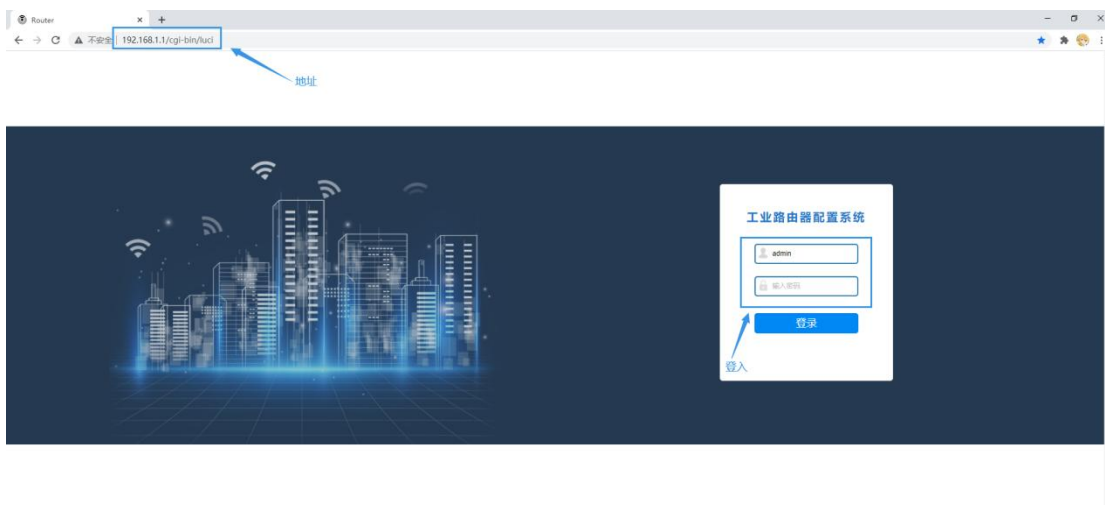 Router
不安全 192.168.1.1/cgi-bin/luci
地址
工业路由器配置系统
admin
输入密码
登录
登入